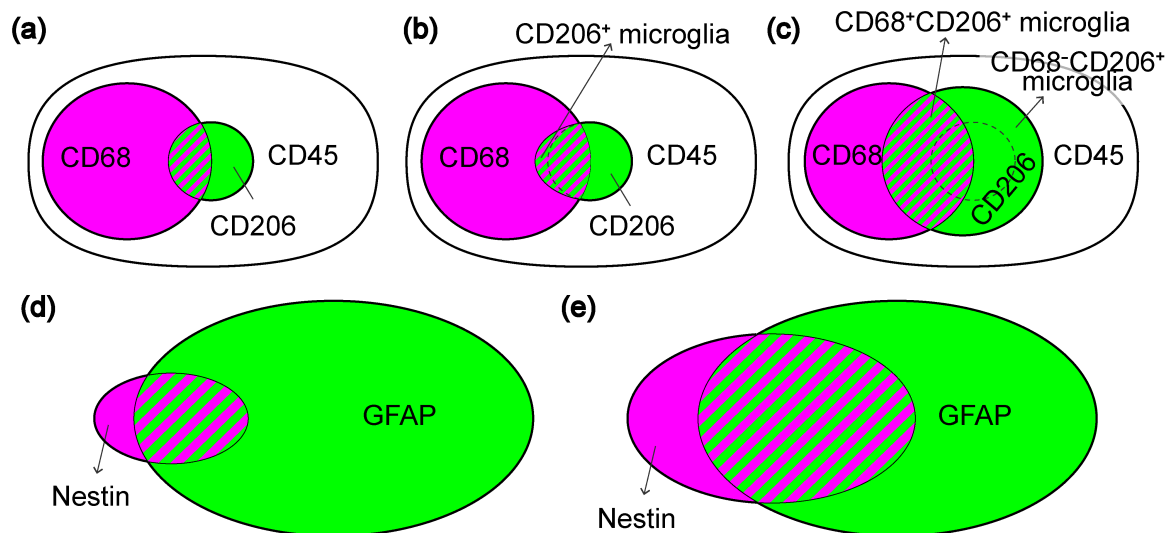 (a)
CD68
CD45
CD206
(b)
CD206⁺ microglia
CD68
CD45
CD206
(c)
CD68⁺CD206⁺ microglia
CD68⁻CD206⁺
microglia
CD68
CD206
CD45
(d)
GFAP
Nestin
(e)
GFAP
Nestin